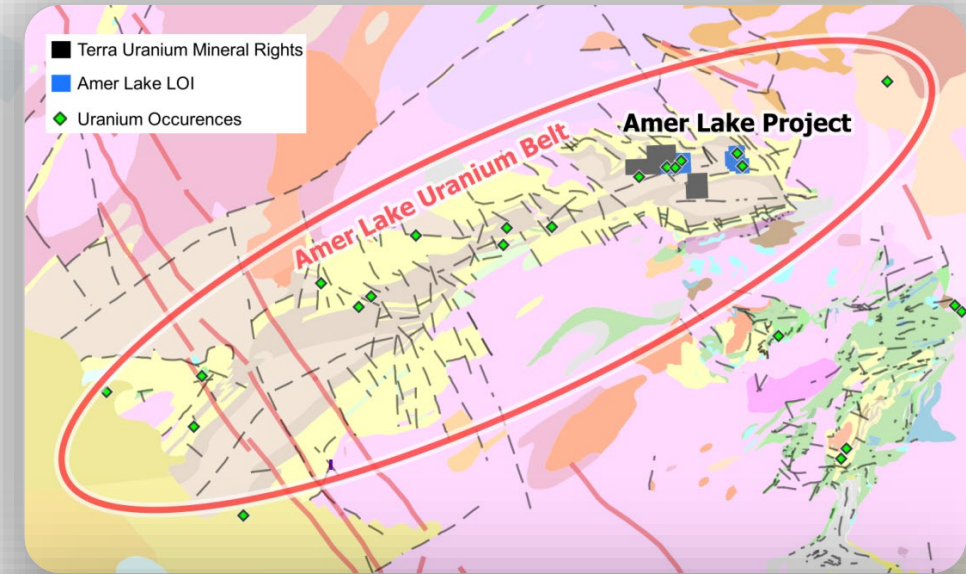 Terra Uranium Mineral Rights
Amer Lake LOI
Uranium Occurences
Amer Lake Project
Amer Lake Uranium Belt